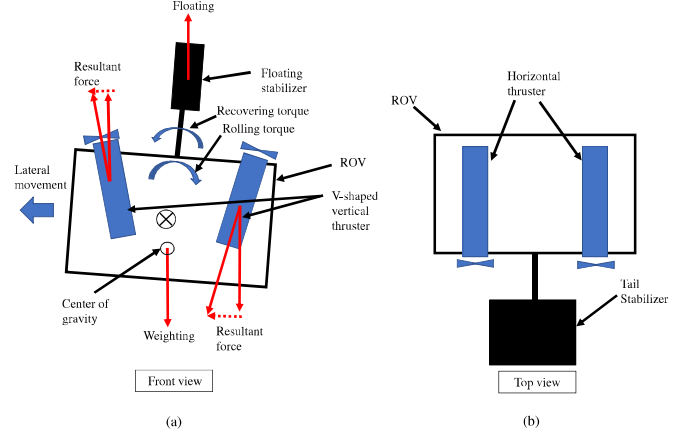 Floating
Resultant
force
Floating
stabilizer
Recovering torque
Rolling torque
ROV
Lateral
movement
V-shaped
vertical
thruster
Center of
gravity
Weighting
Resultant
force
Front view
(a)
Horizontal
thruster
ROV
Tail
Stabilizer
Top view
(b)